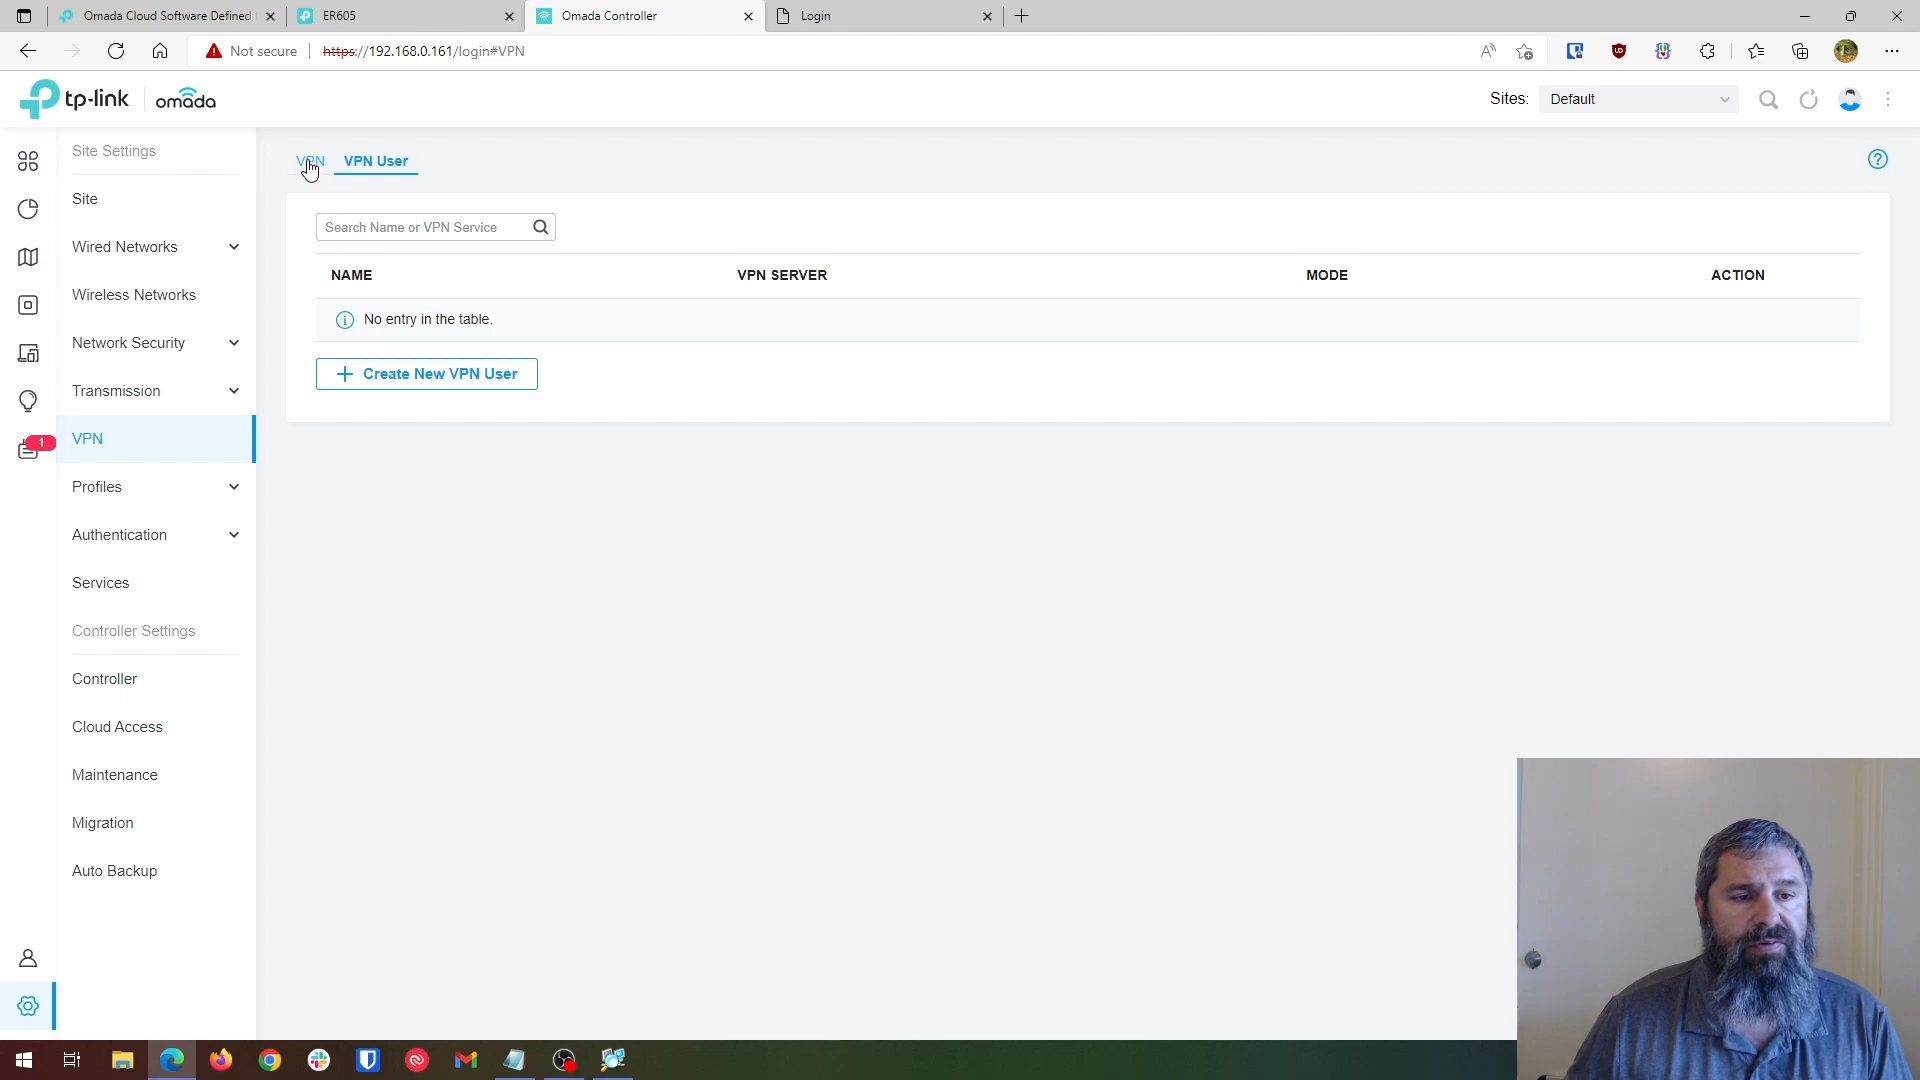 Omada Cloud Software Defined
ER605
Omada Controller
Login
Not secure
https://192.168.0.161/login#VPN
tp-link
omada
Sites:
Default
Site Settings
VPN
VPN User
Site
Search Name or VPN Service
Wired Networks
NAME
VPN SERVER
MODE
ACTION
Wireless Networks
No entry in the table.
Network Security
Create New VPN User
Transmission
VPN
1
Profiles
Authentication
Services
Controller Settings
Controller
Cloud Access
Maintenance
Migration
Auto Backup